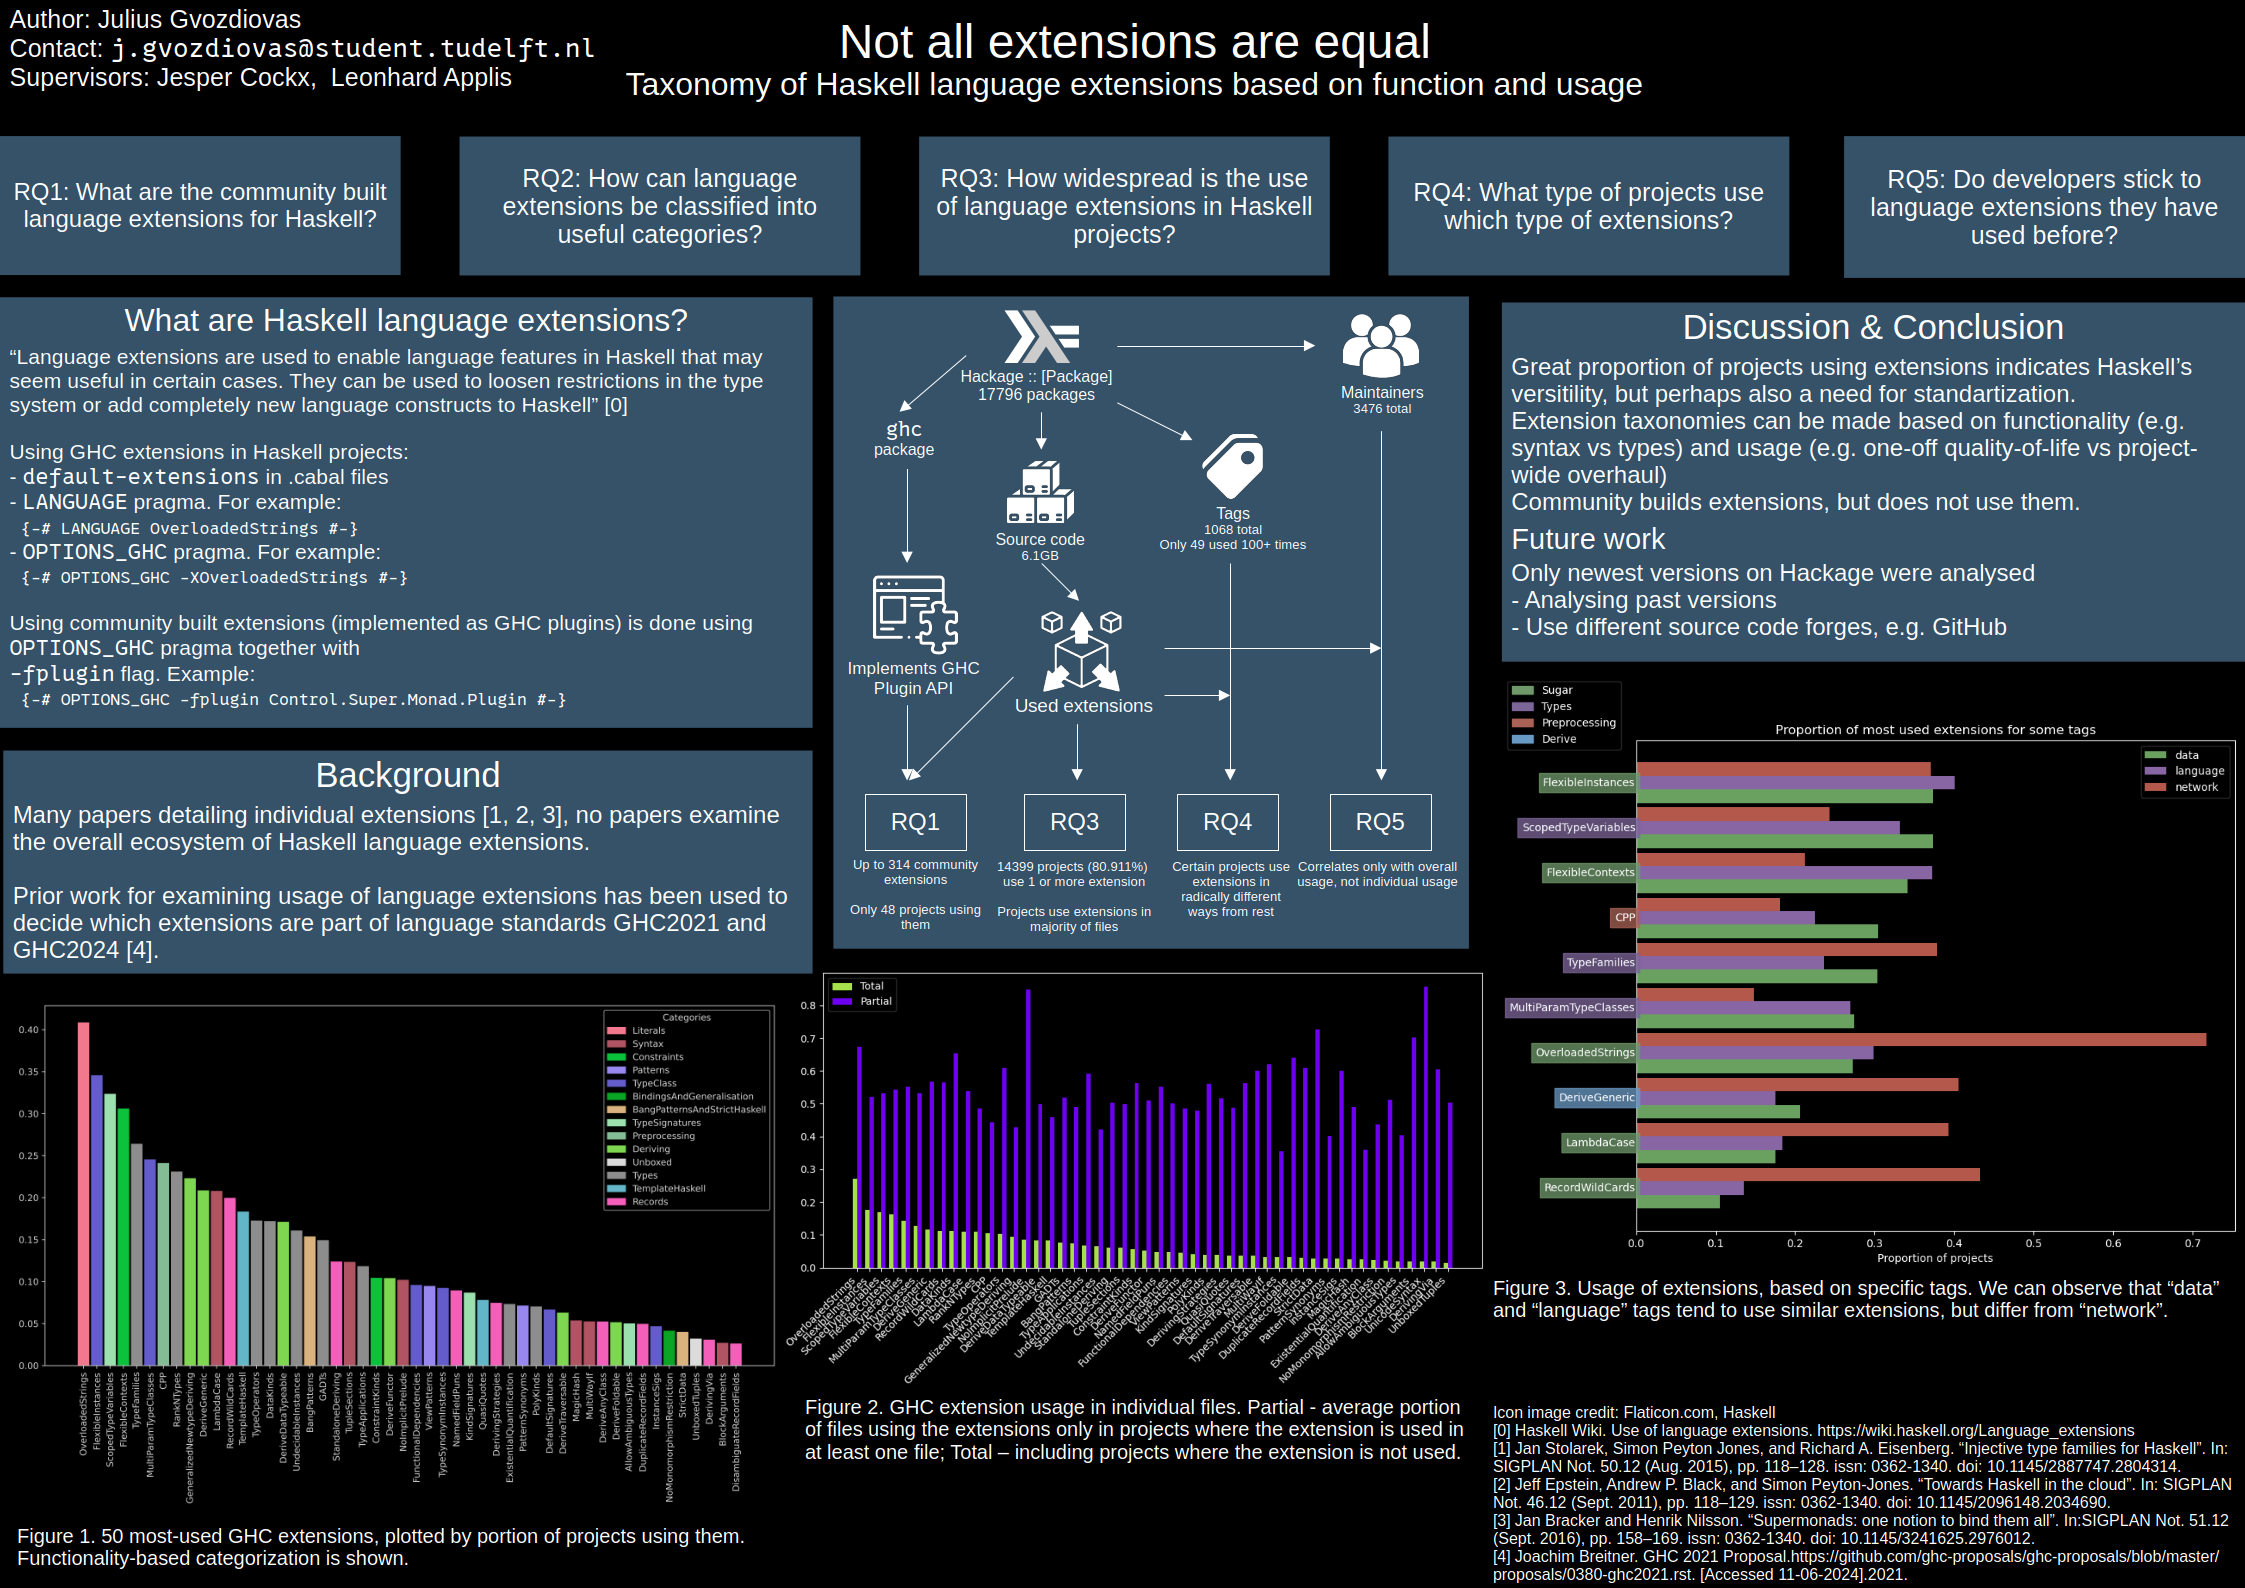 Author: Julius Gvozdiovas
Contact: j.gvozdiovas@student.tudelft.nl
Supervisors: Jesper Cockx,  Leonhard Applis
Not all extensions are equal
Taxonomy of Haskell language extensions based on function and usage
RQ1: What are the community built
language extensions for Haskell?
RQ2: How can language
extensions be classified into
useful categories?
RQ3: How widespread is the use
of language extensions in Haskell
projects?
RQ4: What type of projects use
which type of extensions?
RQ5: Do developers stick to
language extensions they have
used before?
What are Haskell language extensions?
“Language extensions are used to enable language features in Haskell that may
seem useful in certain cases. They can be used to loosen restrictions in the type
system or add completely new language constructs to Haskell” [0]
Using GHC extensions in Haskell projects:
- default-extensions in .cabal files
- LANGUAGE pragma. For example:
{-# LANGUAGE OverloadedStrings #-}
- OPTIONS_GHC pragma. For example:
{-# OPTIONS_GHC -XOverloadedStrings #-}
Using community built extensions (implemented as GHC plugins) is done using
OPTIONS_GHC pragma together with
-fplugin flag. Example:
{-# OPTIONS_GHC -fplugin Control.Super.Monad.Plugin #-}
Background
Many papers detailing individual extensions [1, 2, 3], no papers examine
the overall ecosystem of Haskell language extensions.
Prior work for examining usage of language extensions has been used to
decide which extensions are part of language standards GHC2021 and
GHC2024 [4].
Hackage :: [Package]
17796 packages
Maintainers
3476 total
ghc
package
Source code
6.1GB
Tags
1068 total
Only 49 used 100+ times
Implements GHC
Plugin API
Used extensions
RQ1
RQ3
RQ4
RQ5
Up to 314 community
extensions
Only 48 projects using
them
14399 projects (80.911%)
use 1 or more extension
Projects use extensions in
majority of files
Certain projects use
extensions in
radically different
ways from rest
Correlates only with overall
usage, not individual usage
Discussion & Conclusion
Great proportion of projects using extensions indicates Haskell’s
versitility, but perhaps also a need for standartization.
Extension taxonomies can be made based on functionality (e.g.
syntax vs types) and usage (e.g. one-off quality-of-life vs project-
wide overhaul)
Community builds extensions, but does not use them.
Future work
Only newest versions on Hackage were analysed
- Analysing past versions
- Use different source code forges, e.g. GitHub
0.40
0.35
0.30
0.25
0.20
0.15
0.10
0.05
0.00
Categories
Literals
Syntax
Constraints
Patterns
TypeClass
BindingsAndGeneralisation
BangPatternsAndStrictHaskell
TypeSignatures
Preprocessing
Deriving
Unboxed
Types
TemplateHaskell
Records
OverloadedStrings
FlexibleInstances
ScopedTypeVariables
FlexibleContexts
TypeFamilies
MultiParamTypeClasses
CPP
RankNTypes
GeneralizedNewtypeDeriving
DeriveGeneric
LambdaCase
RecordWildCards
TemplateHaskell
TypeOperators
DataKinds
DeriveDataTypeable
UndecidableInstances
BangPatterns
GADTs
StandaloneDeriving
TupleSections
TypeApplications
ConstraintKinds
DeriveFunctor
NoImplicitPrelude
FunctionalDependencies
ViewPatterns
TypeSynonymInstances
NamedFieldPuns
KindSignatures
QuasiQuotes
DerivingStrategies
ExistentialQuantification
PatternSynonyms
PolyKinds
DefaultSignatures
DeriveTraversable
MagicHash
MultiWayIf
DeriveAnyClass
DeriveFoldable
AllowAmbiguousTypes
DuplicateRecordFields
InstanceSigs
NoMonomorphismRestriction
StrictData
UnboxedTuples
DerivingVia
BlockArguments
DisambiguateRecordFields
Figure 1. 50 most-used GHC extensions, plotted by portion of projects using them.
Functionality-based categorization is shown.
Total
Partial
0.8
0.7
0.6
0.5
0.4
0.3
0.2
0.1
0.0
OverloadedStrings
UnboxedTuples
Figure 2. GHC extension usage in individual files. Partial - average portion
of files using the extensions only in projects where the extension is used in
at least one file; Total – including projects where the extension is not used.
Sugar
Types
Preprocessing
Derive
Proportion of most used extensions for some tags
data
language
network
FlexibleInstances
ScopedTypeVariables
FlexibleContexts
CPP
TypeFamilies
MultiParamTypeClasses
OverloadedStrings
DeriveGeneric
LambdaCase
RecordWildCards
0.0
0.1
0.2
0.3
0.4
0.5
0.6
0.7
Proportion of projects
Figure 3. Usage of extensions, based on specific tags. We can observe that “data”
and “language” tags tend to use similar extensions, but differ from “network”.
Icon image credit: Flaticon.com, Haskell
[0] Haskell Wiki. Use of language extensions. https://wiki.haskell.org/Language_extensions
[1] Jan Stolarek, Simon Peyton Jones, and Richard A. Eisenberg. “Injective type families for Haskell”. In:
SIGPLAN Not. 50.12 (Aug. 2015), pp. 118–128. issn: 0362-1340. doi: 10.1145/2887747.2804314.
[2] Jeff Epstein, Andrew P. Black, and Simon Peyton-Jones. “Towards Haskell in the cloud”. In: SIGPLAN
Not. 46.12 (Sept. 2011), pp. 118–129. issn: 0362-1340. doi: 10.1145/2096148.2034690.
[3] Jan Bracker and Henrik Nilsson. “Supermonads: one notion to bind them all”. In:SIGPLAN Not. 51.12
(Sept. 2016), pp. 158–169. issn: 0362-1340. doi: 10.1145/3241625.2976012.
[4] Joachim Breitner. GHC 2021 Proposal.https://github.com/ghc-proposals/ghc-proposals/blob/master/
proposals/0380-ghc2021.rst. [Accessed 11-06-2024].2021.